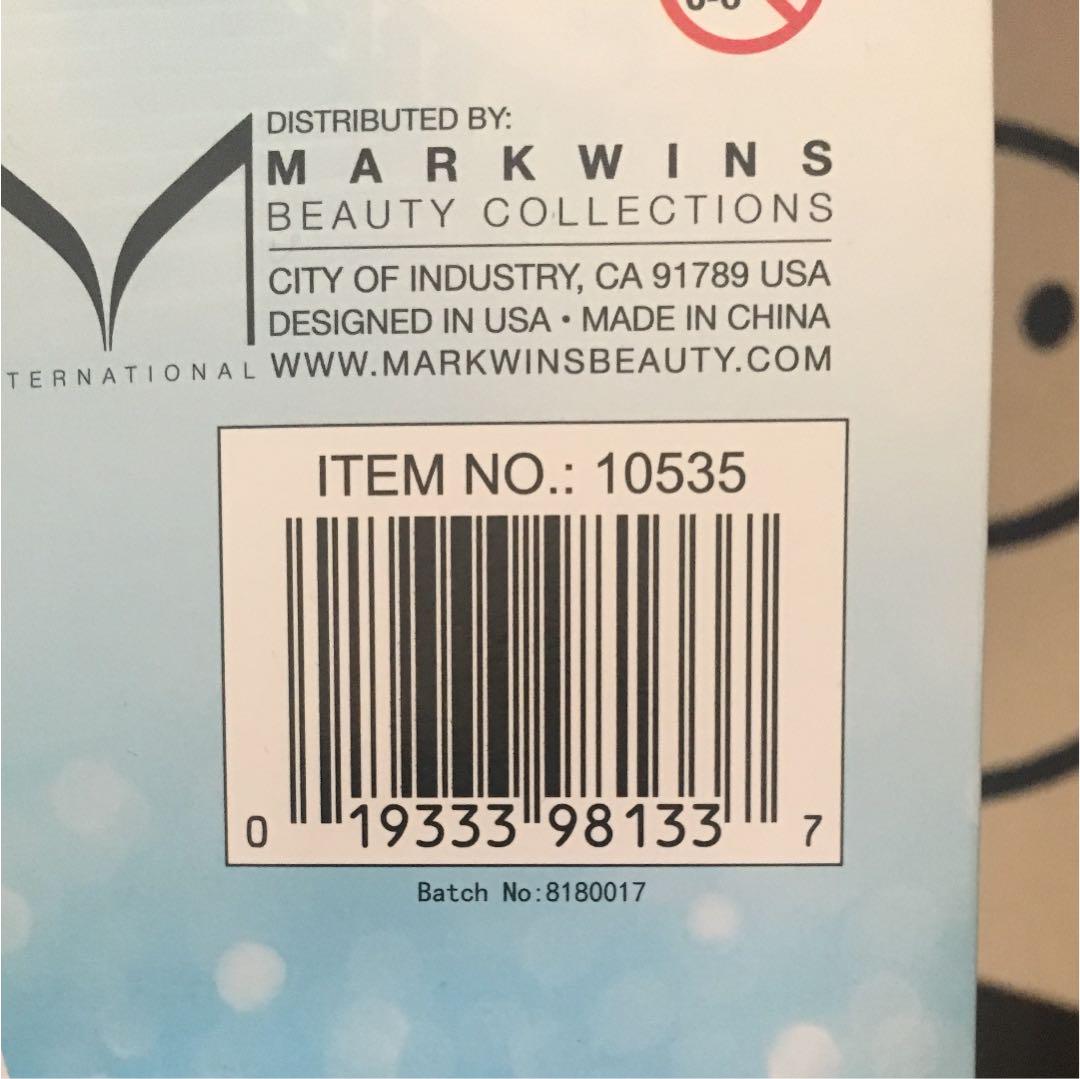 DISTRIBUTED BY:
MARKWINS
BEAUTY COLLECTIONS
CITY OF INDUSTRY, CA 91789 USA
DESIGNED IN USA • MADE IN CHINA
WWW.MARKWINSBEAUTY.COM
TERNATIONAL
ITEM NO.: 10535
0 19333 98133 7
Batch No:8180017